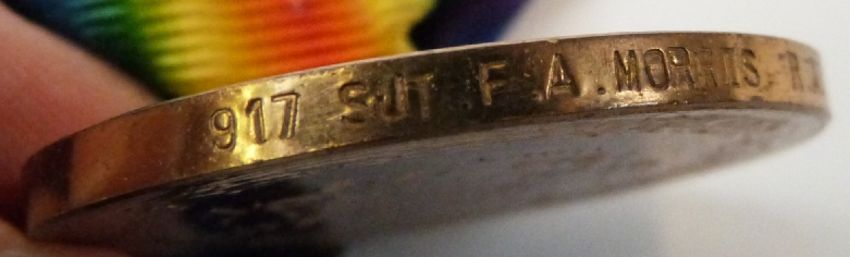 917 SJT F. A. MORRIS. R.A.